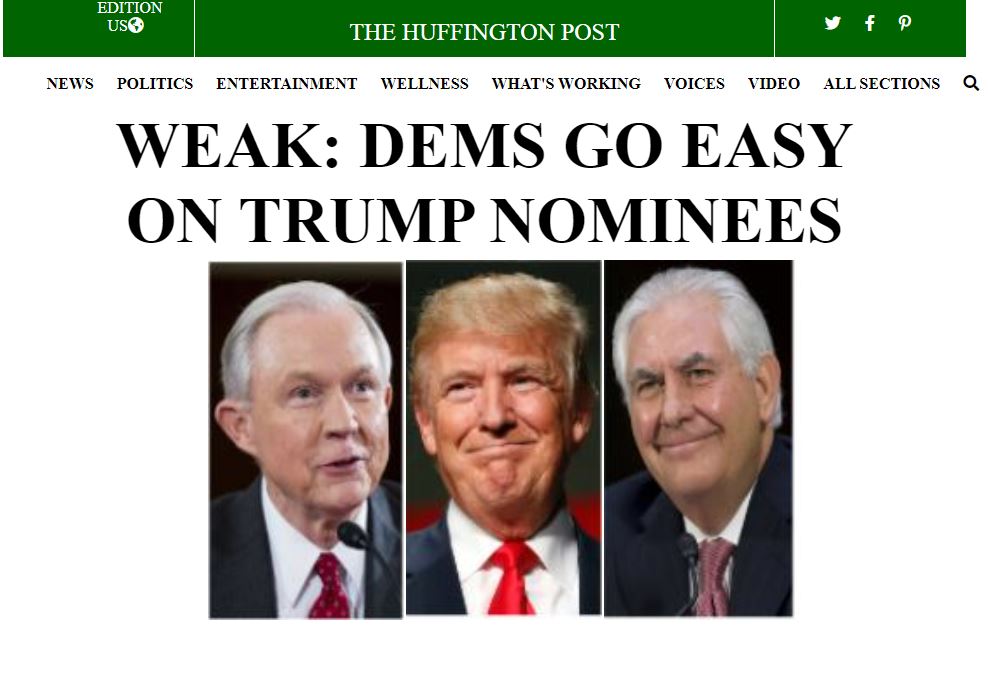 EDITION
US
THE HUFFINGTON POST
NEWS POLITICS ENTERTAINMENT WELLNESS WHAT'S WORKING VOICES VIDEO ALL SECTIONS
WEAK: DEMS GO EASY
ON TRUMP NOMINEES